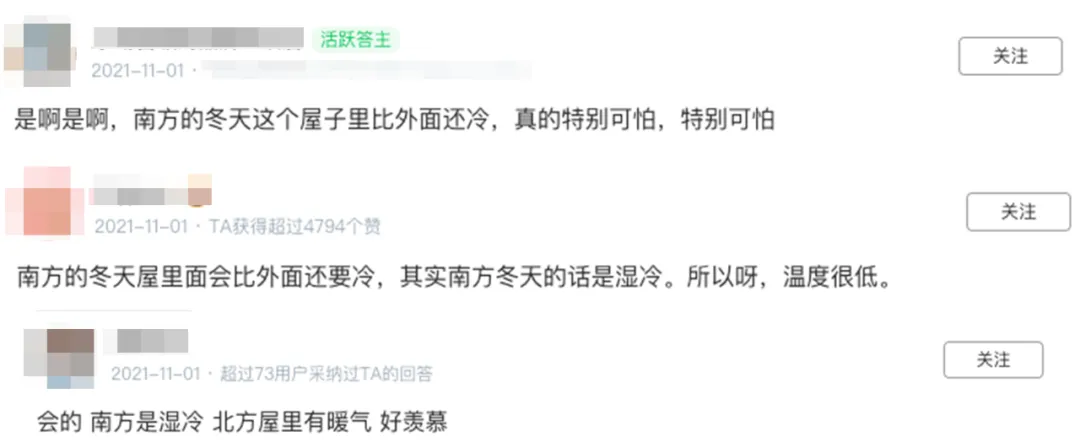 活跃答主
关注
2021-11-01 ·
是啊是啊，南方的冬天这个屋子里比外面还冷，真的特别可怕，特别可怕
2021-11-01 · TA获得超过4794个赞
关注
南方的冬天屋里面会比外面还要冷，其实南方冬天的话是湿冷。所以呀，温度很低。
2021-11-01 · 超过73用户采纳过TA的回答
关注
会的 南方是湿冷 北方屋里有暖气 好羡慕